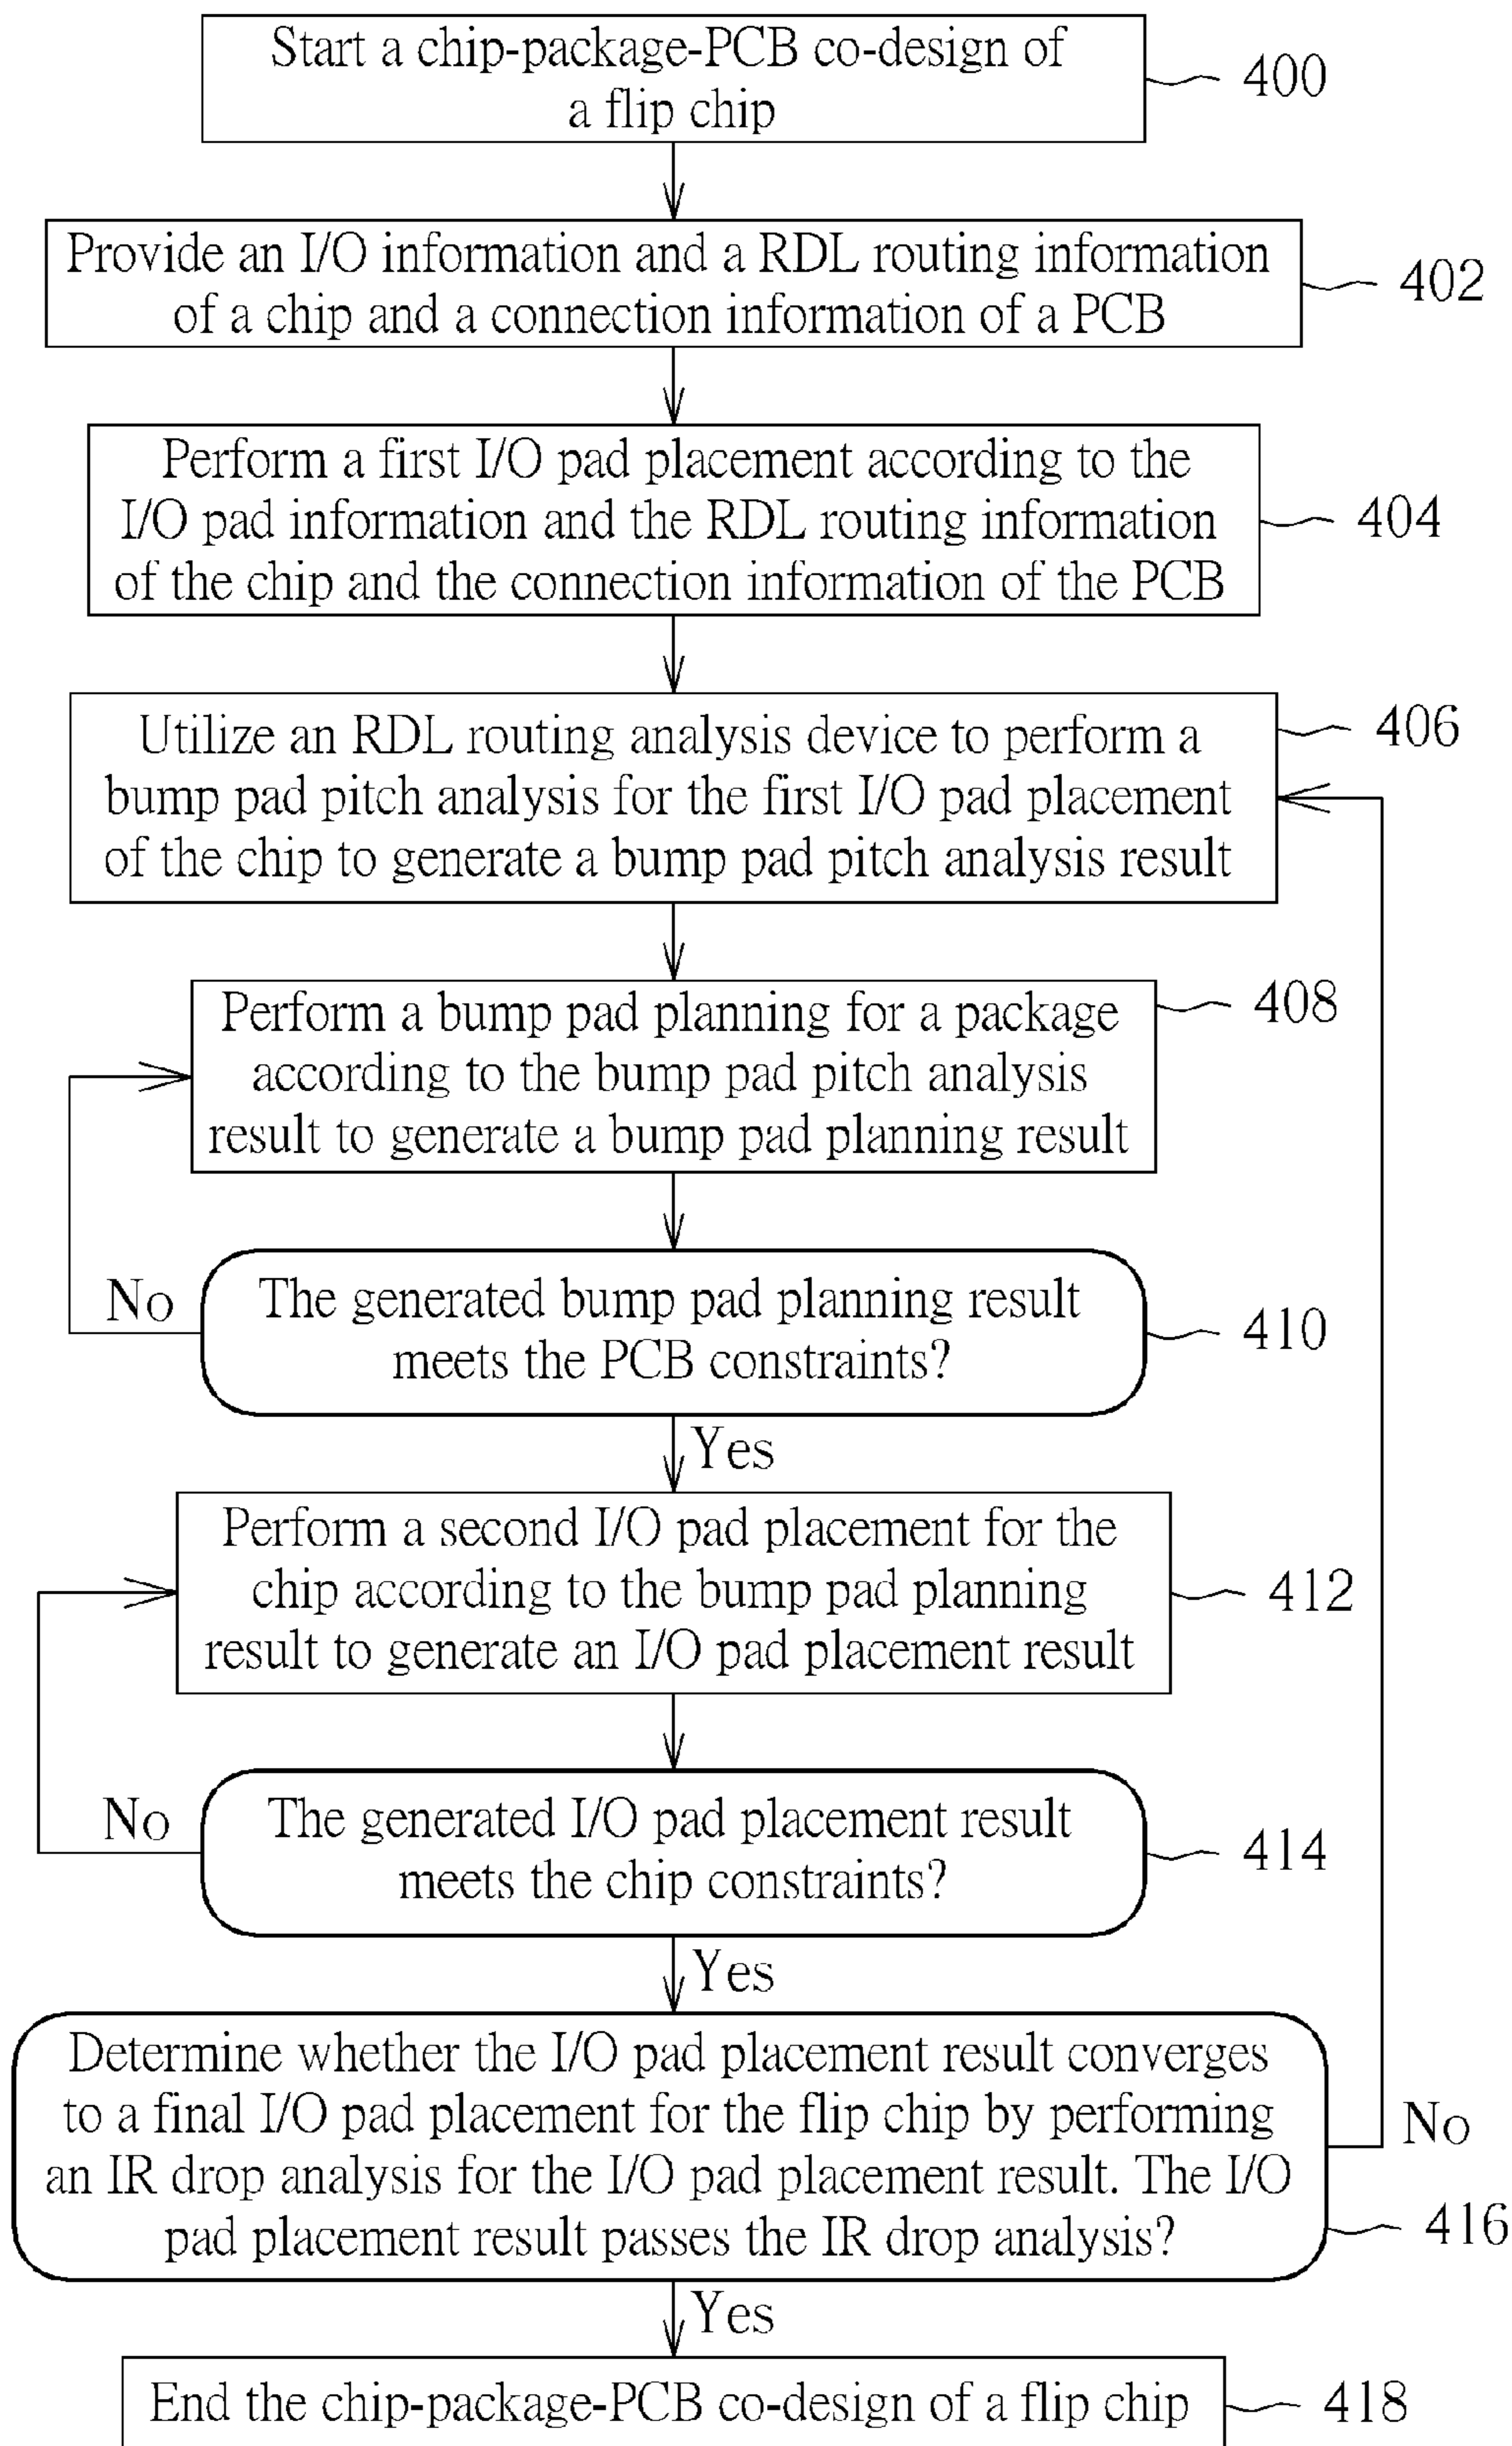 Start a chip-package-PCB co-design of
a flip chip
400
Provide an I/O information and a RDL routing information
of a chip and a connection information of a PCB
402
Perform a first I/O pad placement according to the
I/O pad information and the RDL routing information
of the chip and the connection information of the PCB
404
Utilize an RDL routing analysis device to perform a
bump pad pitch analysis for the first I/O pad placement
of the chip to generate a bump pad pitch analysis result
406
Perform a bump pad planning for a package
according to the bump pad pitch analysis
result to generate a bump pad planning result
408
No
The generated bump pad planning result
meets the PCB constraints?
410
Yes
Perform a second I/O pad placement for the
chip according to the bump pad planning
result to generate an I/O pad placement result
412
No
The generated I/O pad placement result
meets the chip constraints?
414
Yes
Determine whether the I/O pad placement result converges
to a final I/O pad placement for the flip chip by performing
an IR drop analysis for the I/O pad placement result. The I/O
pad placement result passes the IR drop analysis?
No
416
Yes
End the chip-package-PCB co-design of a flip chip
418